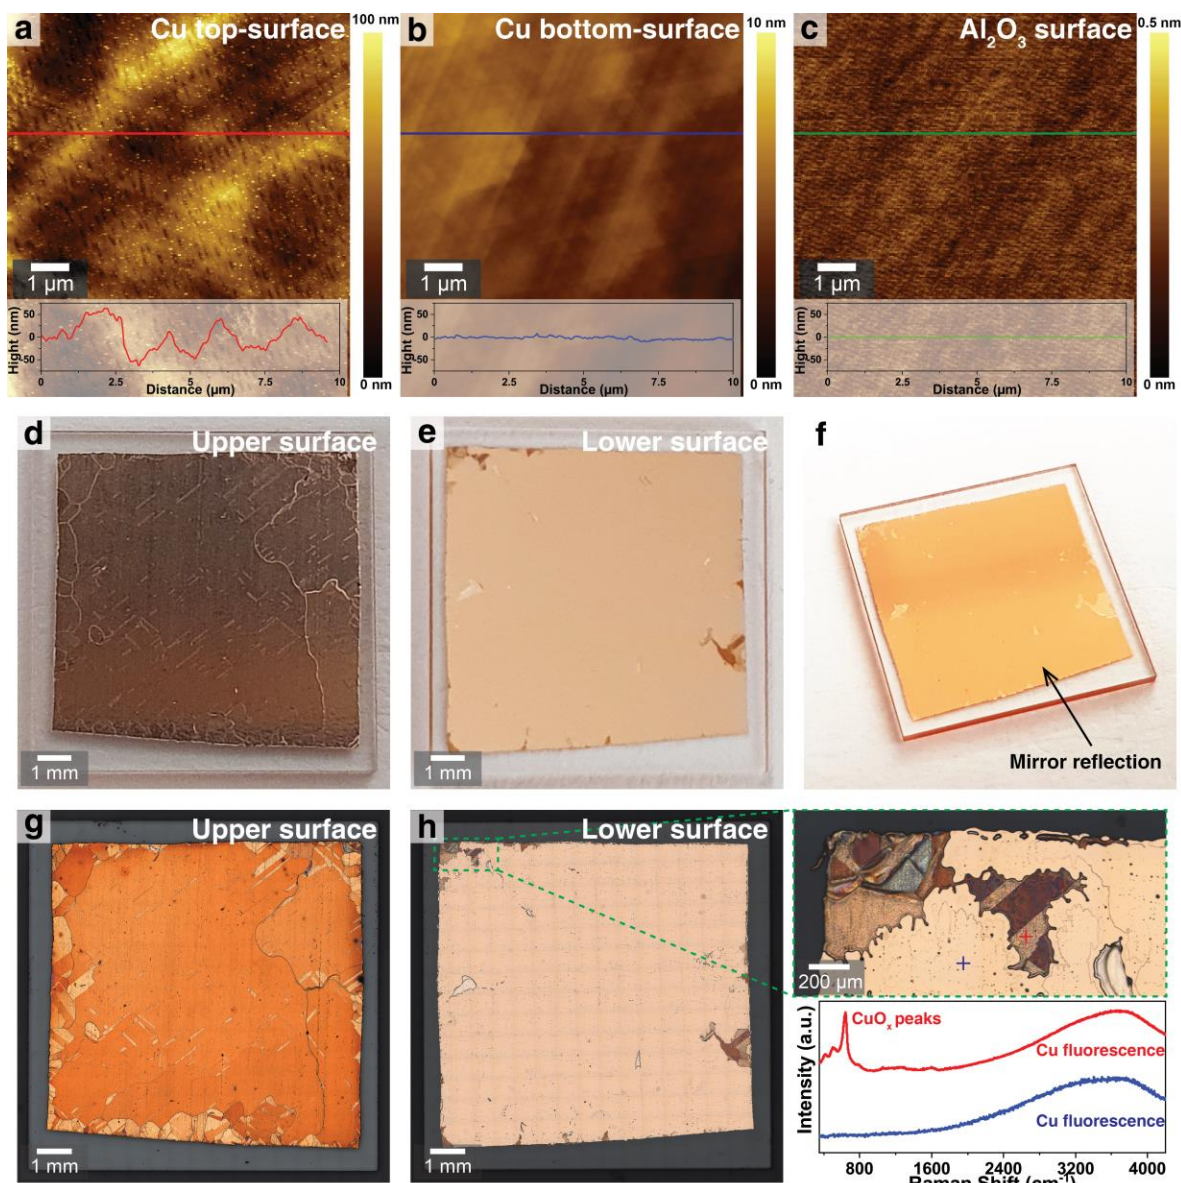 a Cu top-surface
100 nm
1 µm
0 nm
Hight (nm)
50
0
-50
0 2.5 5 7.5 10
Distance (µm)
b Cu bottom-surface
10 nm
1 µm
0 nm
Hight (nm)
50
0
-50
0 2.5 5 7.5 10
Distance (µm)
c Al₂O₃ surface
0.5 nm
1 µm
0 nm
Hight (nm)
50
0
-50
0 2.5 5 7.5 10
Distance (µm)
d Upper surface
1 mm
e Lower surface
1 mm
f
Mirror reflection
g Upper surface
1 mm
h Lower surface
1 mm
200 µm
Intensity (a.u.)
CuOₓ peaks
Cu fluorescence
Cu fluorescence
800 1600 2400 3200 4000
Raman Shift (cm⁻¹)